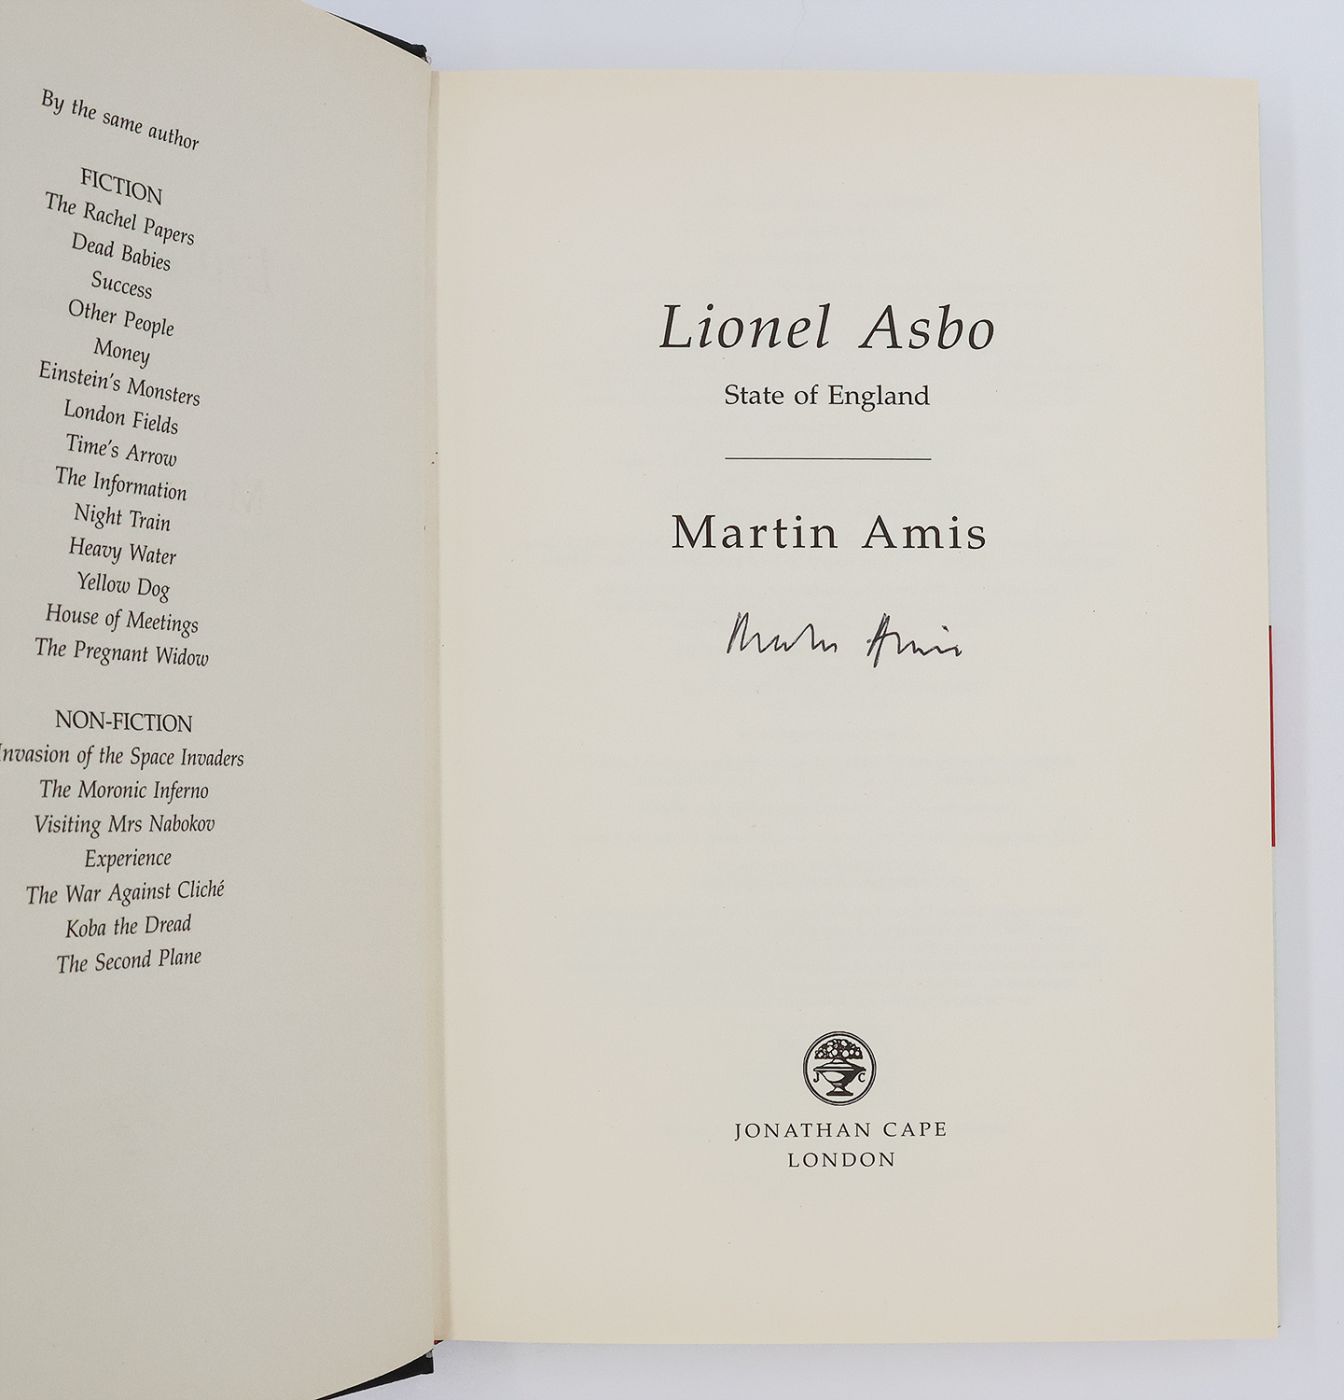 By the same author
FICTION
The Rachel Papers
Dead Babies
Success
Other People
Money
Einstein's Monsters
London Fields
Time's Arrow
The Information
Night Train
Heavy Water
Yellow Dog
House of Meetings
The Pregnant Widow
NON-FICTION
Invasion of the Space Invaders
The Moronic Inferno
Visiting Mrs Nabokov
Experience
The War Against Cliché
Koba the Dread
The Second Plane
Lionel Asbo
State of England
Martin Amis
Martin Amis
J C
JONATHAN CAPE
LONDON